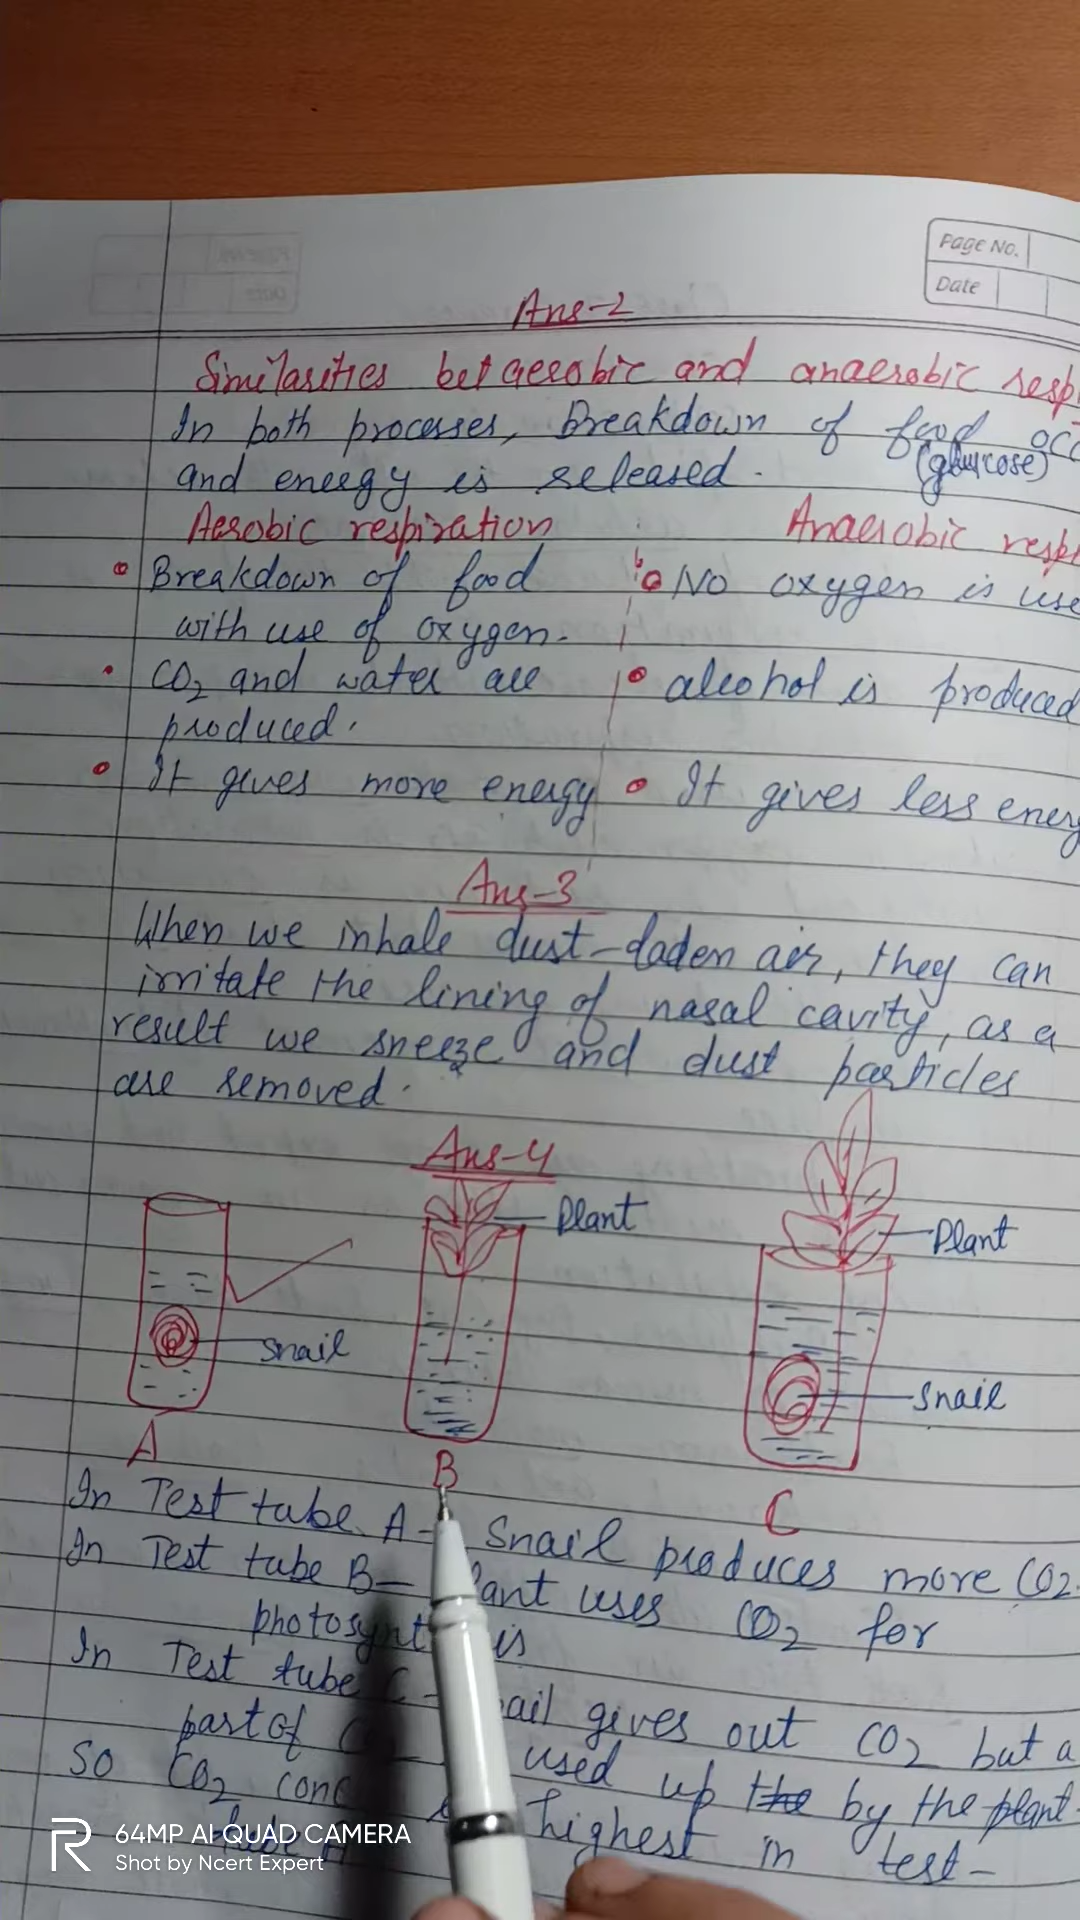 Page No.
Date
Ans-2
Similarities bet aerobic and anaerobic resp
In both processes, Breakdown of food occ
(glucose)
and energy is released.
Aerobic respiration Anaerobic resp
Breakdown of food
with use of oxygen.
No oxygen is use
CO2 and water are
produced.
alcohol is produced
It gives more energy
It gives less energ
Ans-3
When we inhale dust-laden air, they can
irritate the lining of nasal cavity, as a
result we sneeze and dust particles
are removed.
Ans-4
Plant
Plant
Snail
Snail
A
B
C
In Test tube A- Snail produces more CO2.
In Test tube B- lant uses CO2 for
photosynt is
In Test tube C- ail gives out CO2 but a
part of used up the by the plant
So CO2 conc highest in test-
tube A
64MP AI QUAD CAMERA
Shot by Ncert Expert